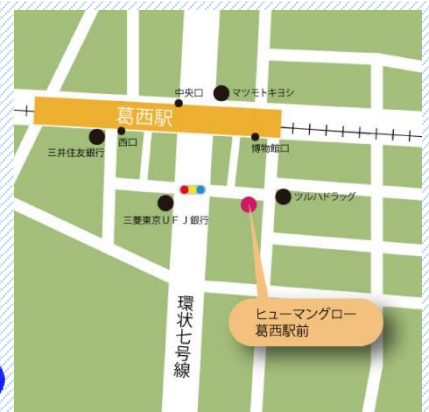 中央口
マツモトキヨシ
葛西駅
三井住友銀行
西口
博物館口
ツルハドラッグ
三菱東京UFJ銀行
環状七号線
ヒューマングロー
葛西駅前